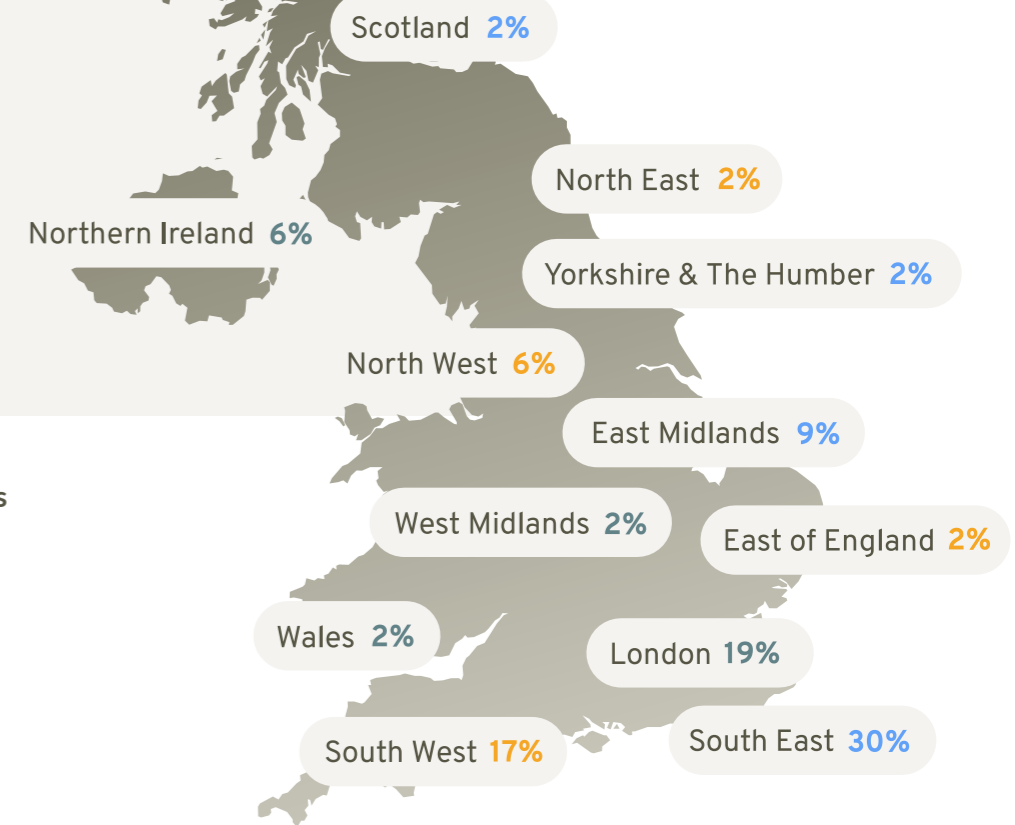 Scotland 2%
North East 2%
Northern Ireland 6%
Yorkshire & The Humber 2%
North West 6%
East Midlands 9%
s
West Midlands 2%
East of England 2%
Wales 2%
London 19%
South West 17%
South East 30%